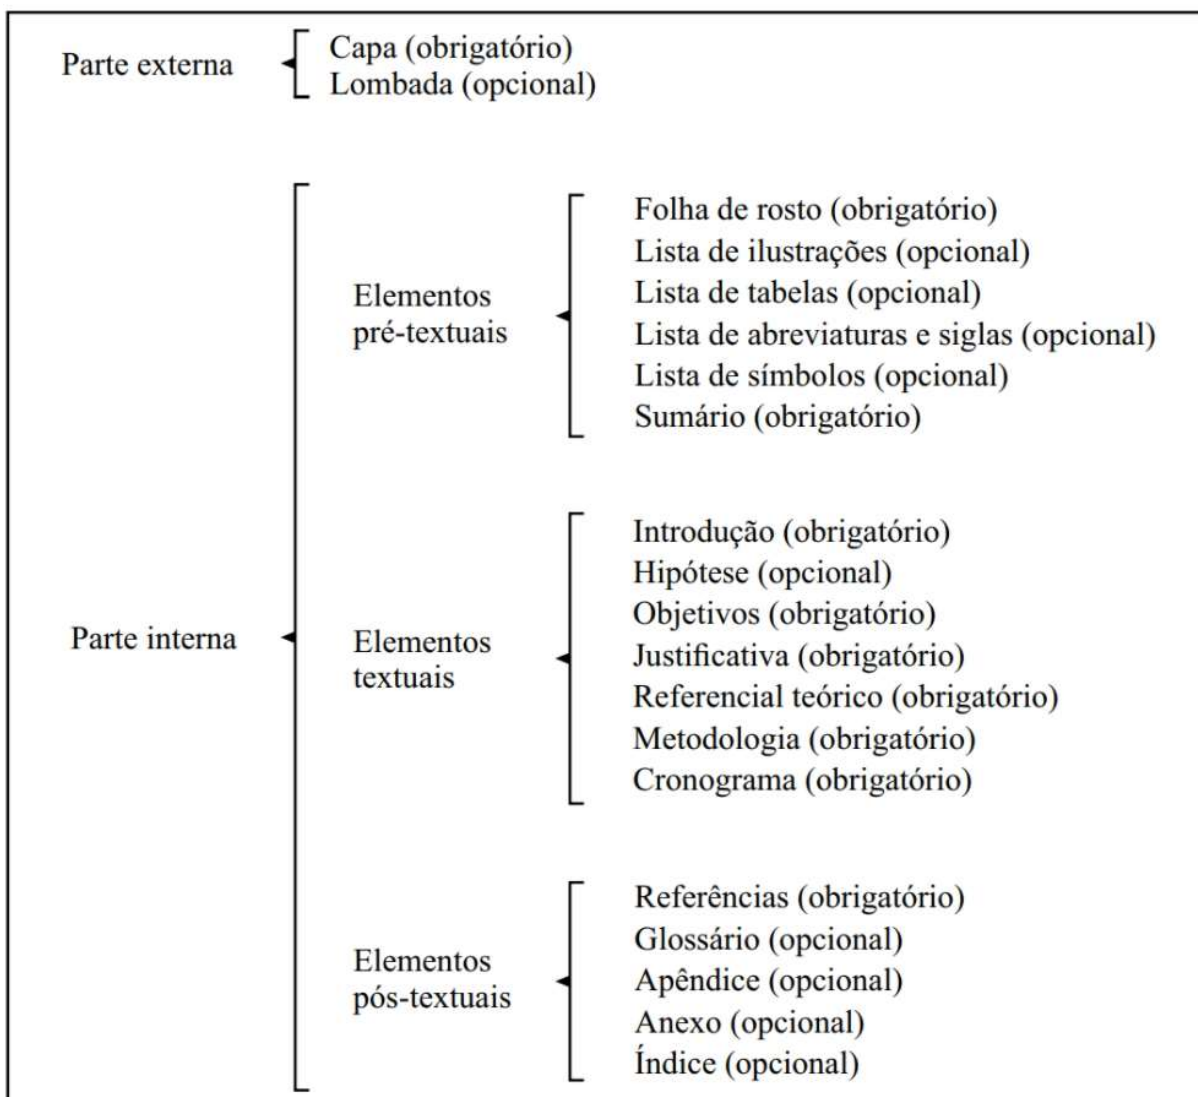 Parte externa
Capa (obrigatório)
Lombada (opcional)
Parte interna
Elementos
pré-textuais
Folha de rosto (obrigatório)
Lista de ilustrações (opcional)
Lista de tabelas (opcional)
Lista de abreviaturas e siglas (opcional)
Lista de símbolos (opcional)
Sumário (obrigatório)
Elementos
textuais
Introdução (obrigatório)
Hipótese (opcional)
Objetivos (obrigatório)
Justificativa (obrigatório)
Referencial teórico (obrigatório)
Metodologia (obrigatório)
Cronograma (obrigatório)
Elementos
pós-textuais
Referências (obrigatório)
Glossário (opcional)
Apêndice (opcional)
Anexo (opcional)
Índice (opcional)